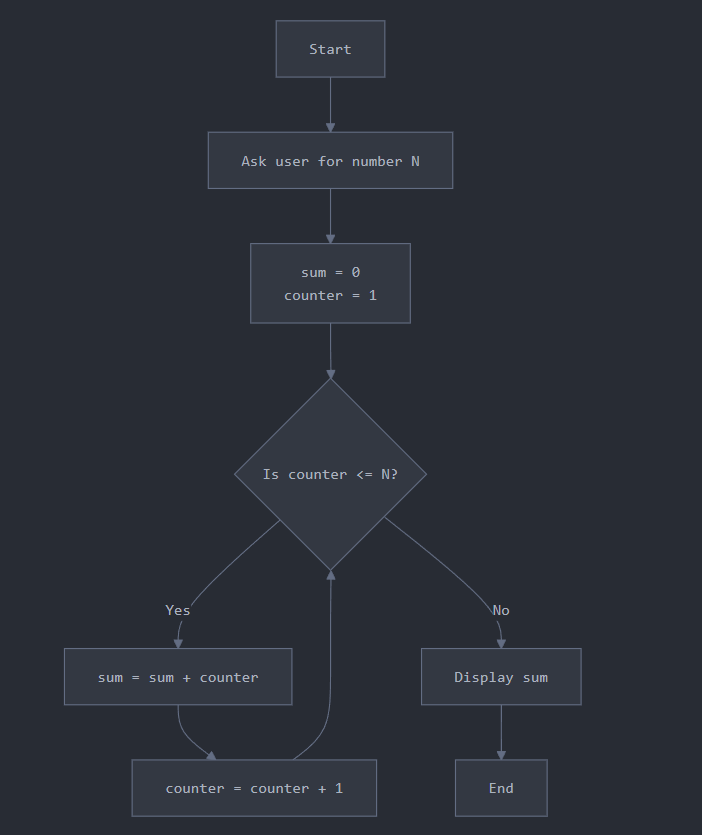 Start
Ask user for number N
sum = 0
counter = 1
Is counter <= N?
Yes
No
sum = sum + counter
Display sum
counter = counter + 1
End